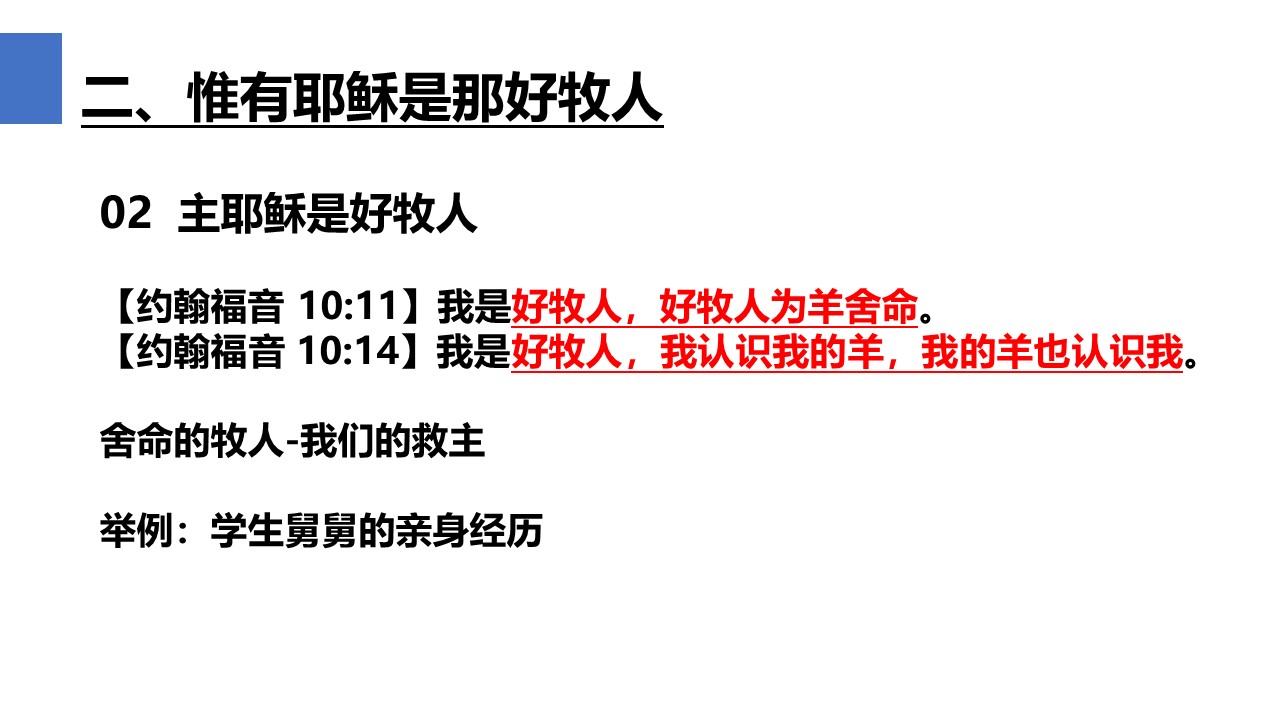 二、惟有耶稣是那好牧人
02 主耶稣是好牧人
【约翰福音 10:11】我是好牧人，好牧人为羊舍命。
【约翰福音 10:14】我是好牧人，我认识我的羊，我的羊也认识我。
舍命的牧人-我们的救主
举例：学生舅舅的亲身经历